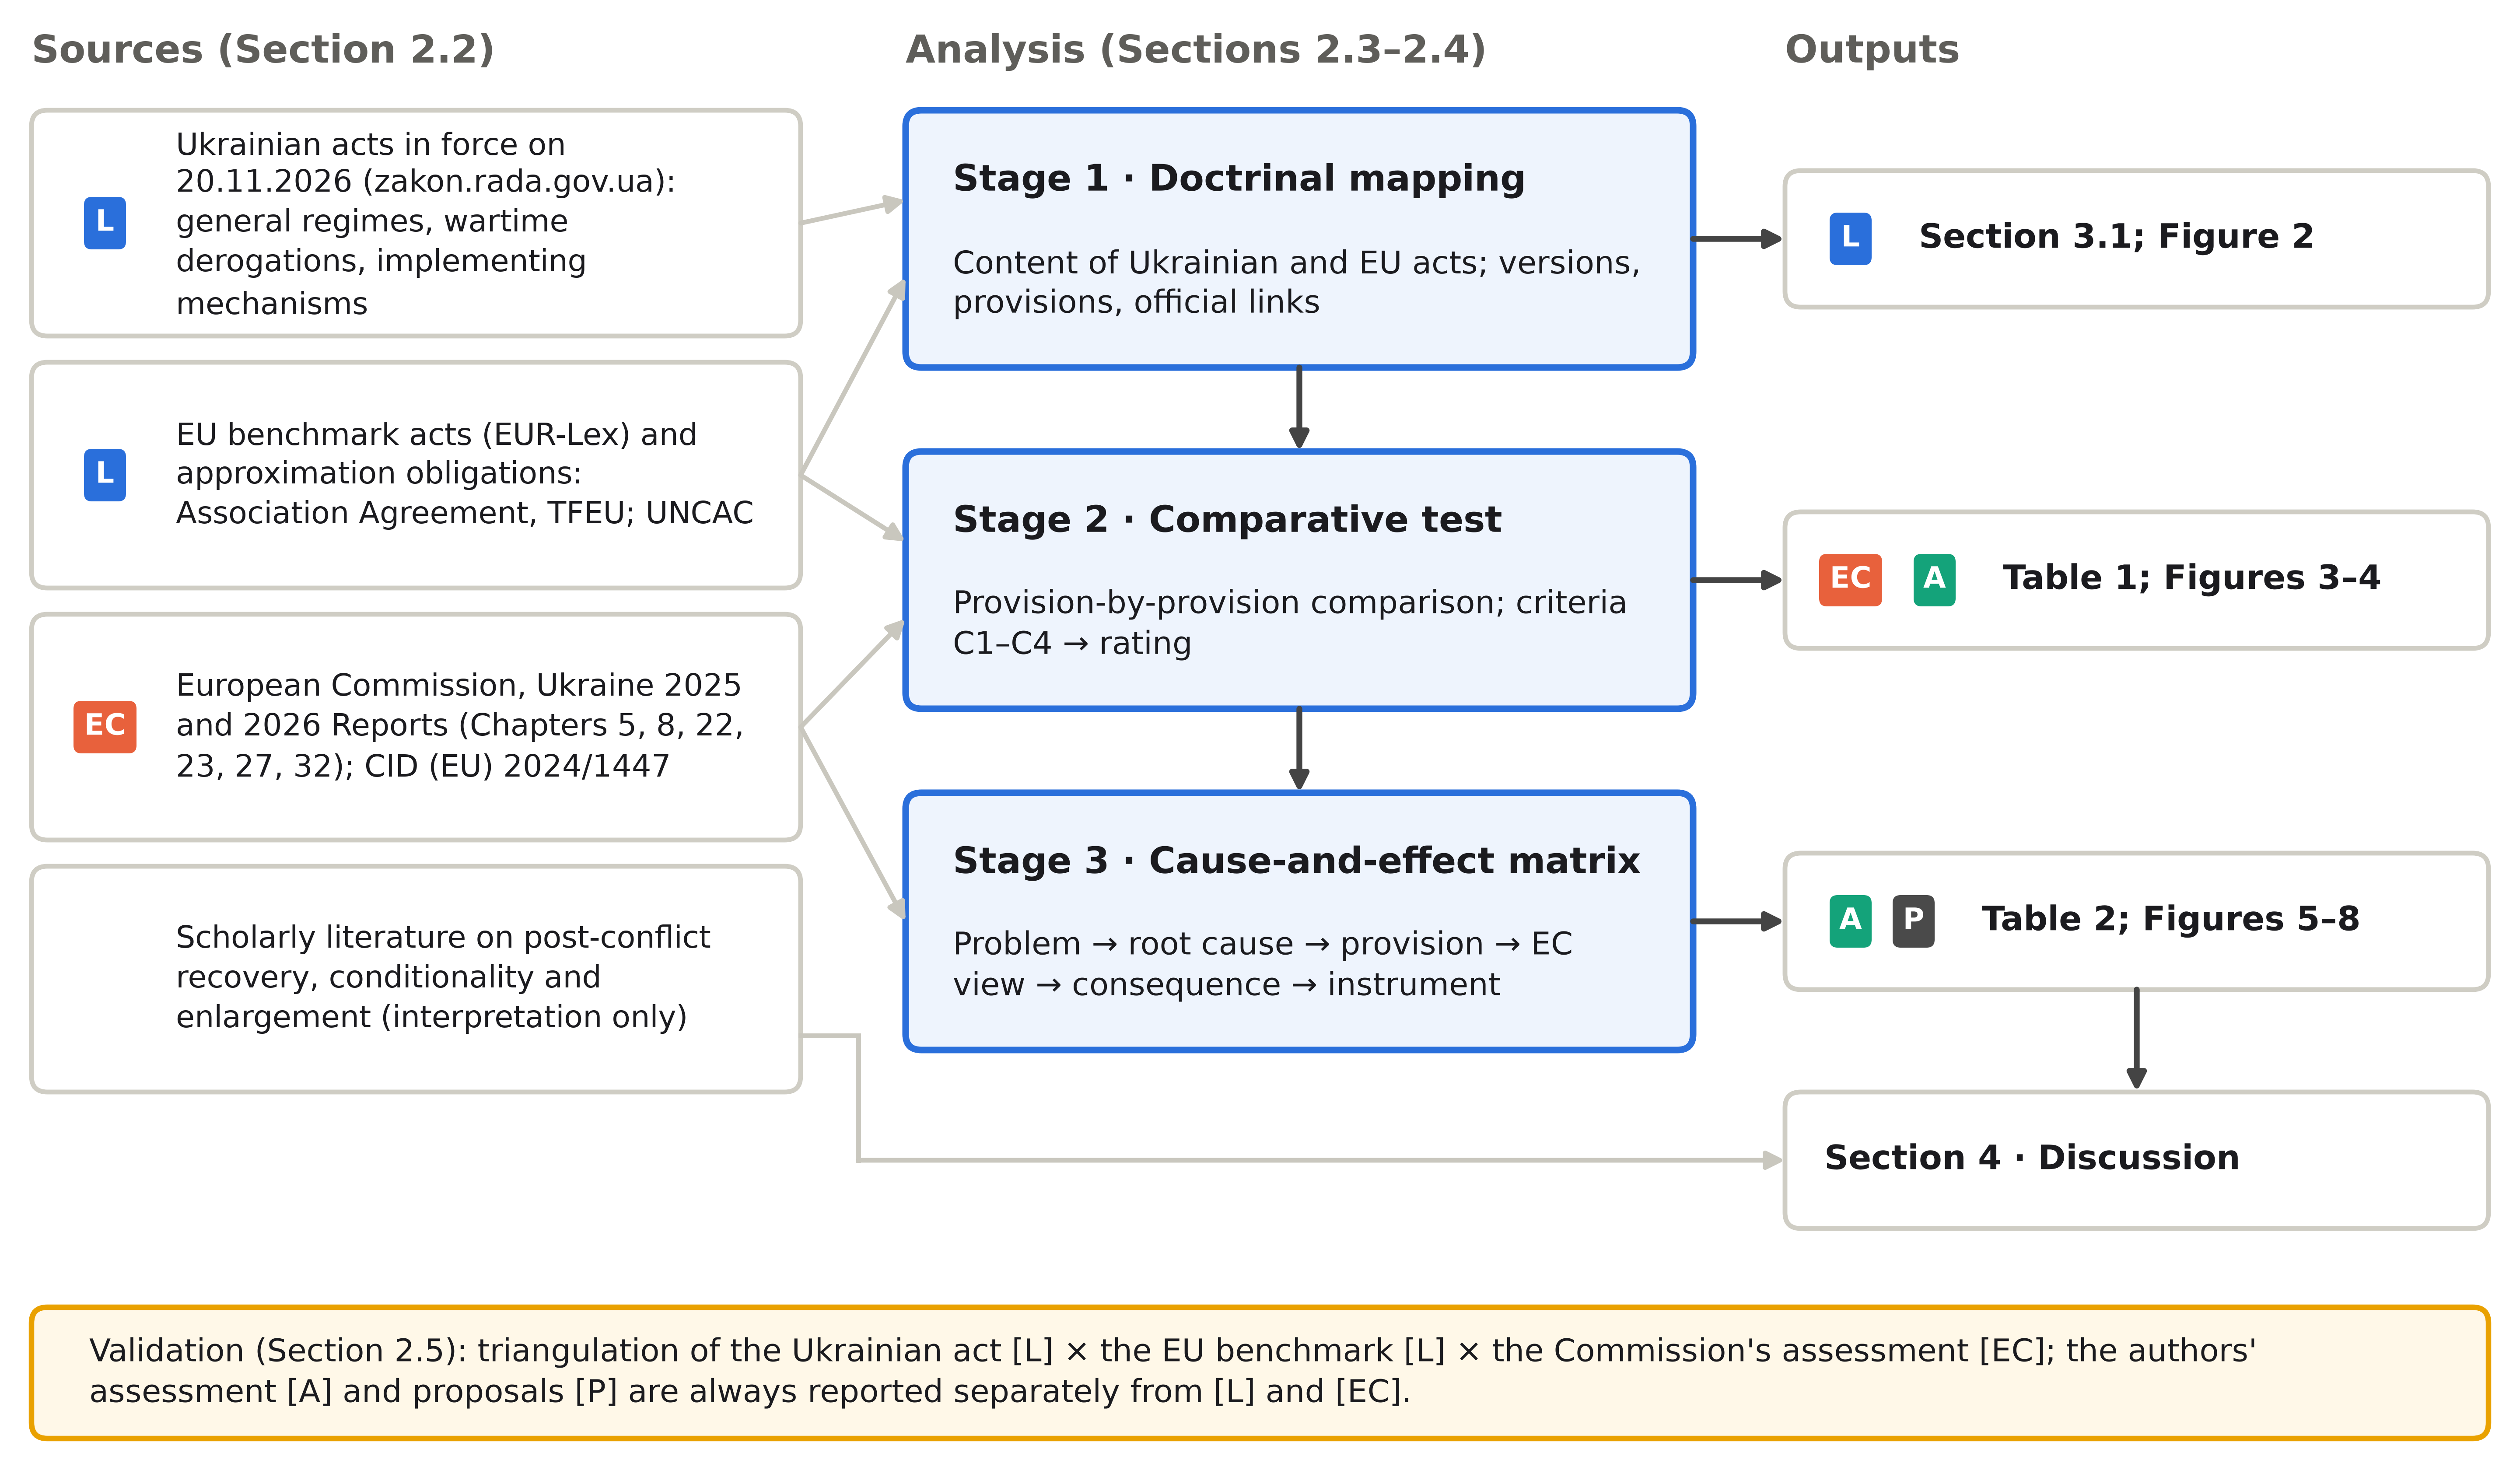 Sources (Section 2.2)
L
Ukrainian acts in force on
20.11.2026 (zakon.rada.gov.ua):
general regimes, wartime
derogations, implementing
mechanisms
L
EU benchmark acts (EUR-Lex) and
approximation obligations:
Association Agreement, TFEU; UNCAC
EC
European Commission, Ukraine 2025
and 2026 Reports (Chapters 5, 8, 22,
23, 27, 32); CID (EU) 2024/1447
Scholarly literature on post-conflict
recovery, conditionality and
enlargement (interpretation only)
Analysis (Sections 2.3–2.4)
Stage 1 · Doctrinal mapping
Content of Ukrainian and EU acts; versions,
provisions, official links
Stage 2 · Comparative test
Provision-by-provision comparison; criteria
C1–C4 → rating
Stage 3 · Cause-and-effect matrix
Problem → root cause → provision → EC
view → consequence → instrument
Outputs
L Section 3.1; Figure 2
EC A Table 1; Figures 3–4
A P Table 2; Figures 5–8
Section 4 · Discussion
Validation (Section 2.5): triangulation of the Ukrainian act [L] × the EU benchmark [L] × the Commission's assessment [EC]; the authors'
assessment [A] and proposals [P] are always reported separately from [L] and [EC].